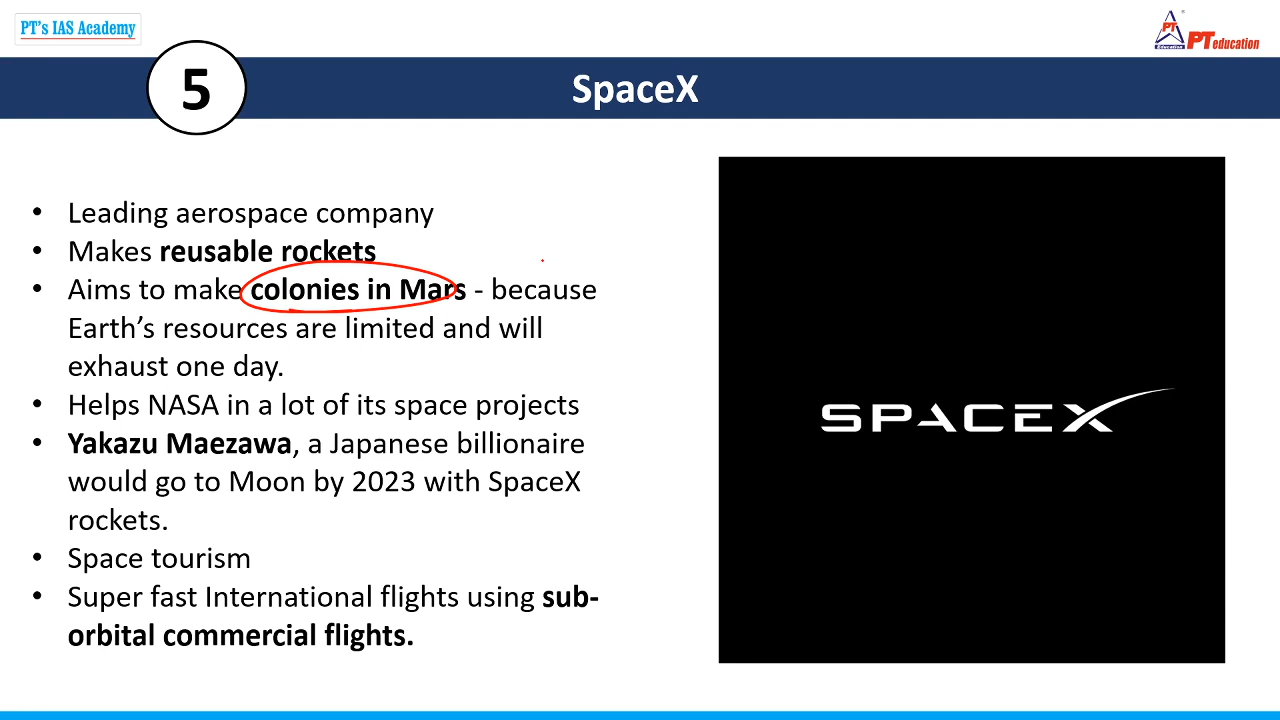 PT's IAS Academy
PT
Education
PT education
5
SpaceX
• Leading aerospace company
• Makes reusable rockets
• Aims to make colonies in Mars - because
Earth's resources are limited and will
exhaust one day.
• Helps NASA in a lot of its space projects
• Yakazu Maezawa, a Japanese billionaire
would go to Moon by 2023 with SpaceX
rockets.
• Space tourism
• Super fast International flights using sub-
orbital commercial flights.
SPACEX